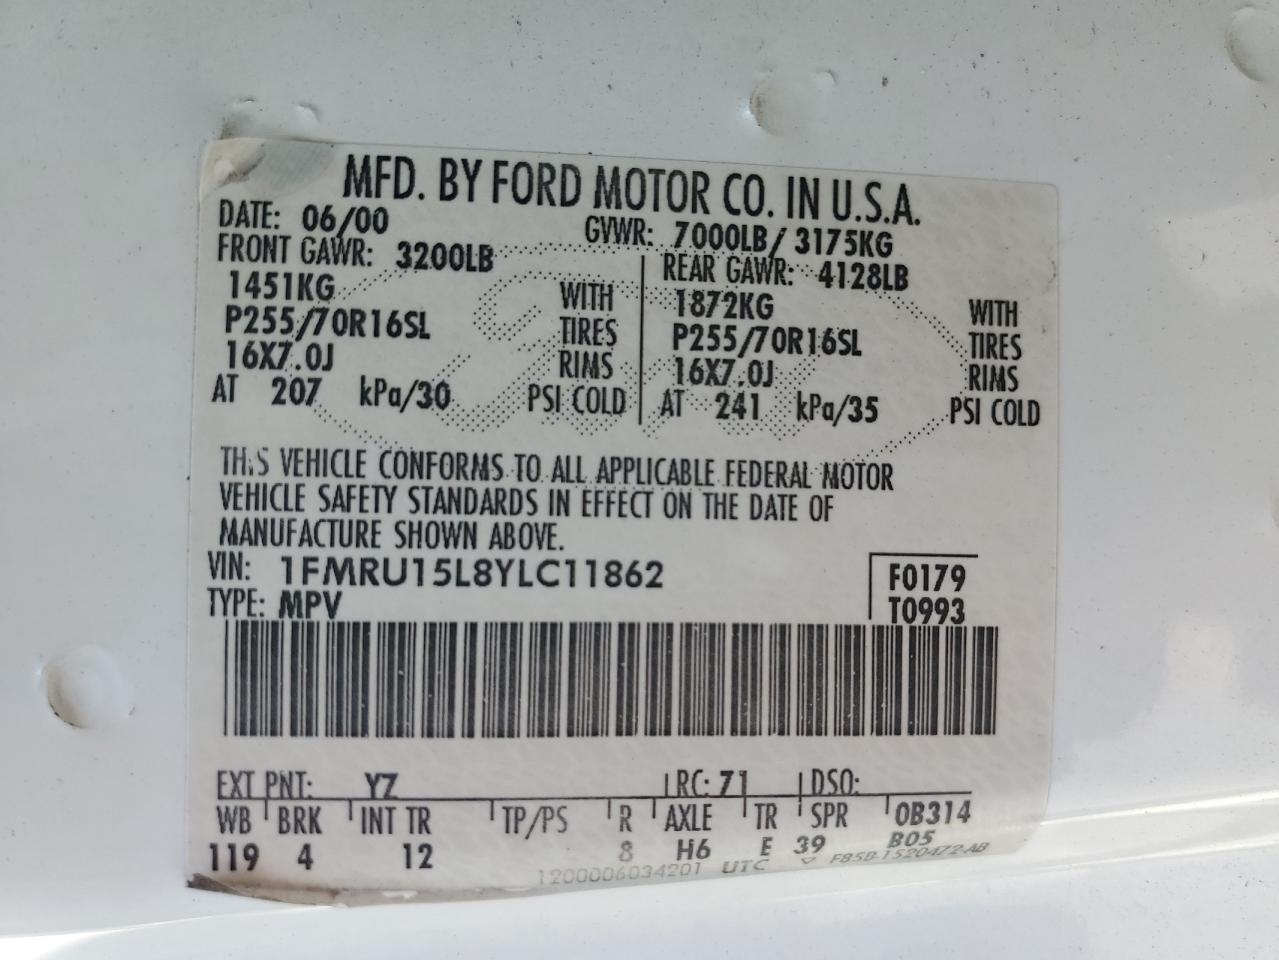 MFD. BY FORD MOTOR CO. IN U.S.A.
DATE: 06/00 GVWR: 7000LB/ 3175KG
FRONT GAWR: 3200LB REAR GAWR: 4128LB
1451KG WITH 1872KG WITH
P255/70R16SL TIRES P255/70R16SL TIRES
16X7.0J RIMS 16X7.0J RIMS
AT 207 kPa/30 PSI COLD AT 241 kPa/35 PSI COLD
THIS VEHICLE CONFORMS TO ALL APPLICABLE FEDERAL MOTOR
VEHICLE SAFETY STANDARDS IN EFFECT ON THE DATE OF
MANUFACTURE SHOWN ABOVE.
VIN: 1FMRU15L8YLC11862 F0179
TYPE: MPV T0993
EXT PNT: YZ RC: 71 DSO:
WB BRK INT TR TP/PS R AXLE TR SPR 0B314
119 4 12 8 H6 E 39 B05
1200006034201 UTC F85B-1520472-AB